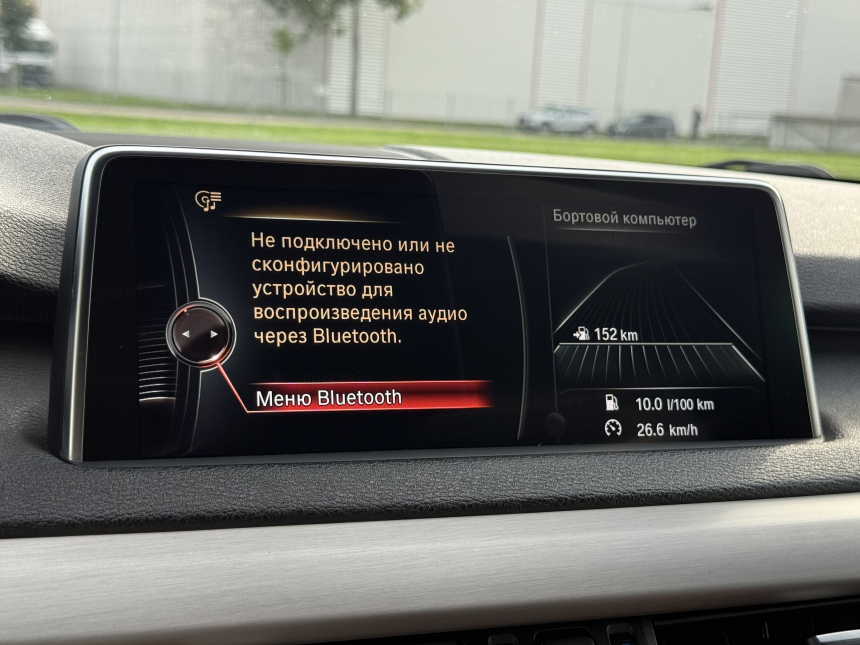 Не подключено или не
сконфигурировано
устройство для
воспроизведения аудио
через Bluetooth.
Меню Bluetooth
Бортовой компьютер
152 km
10.0 l/100 km
26.6 km/h